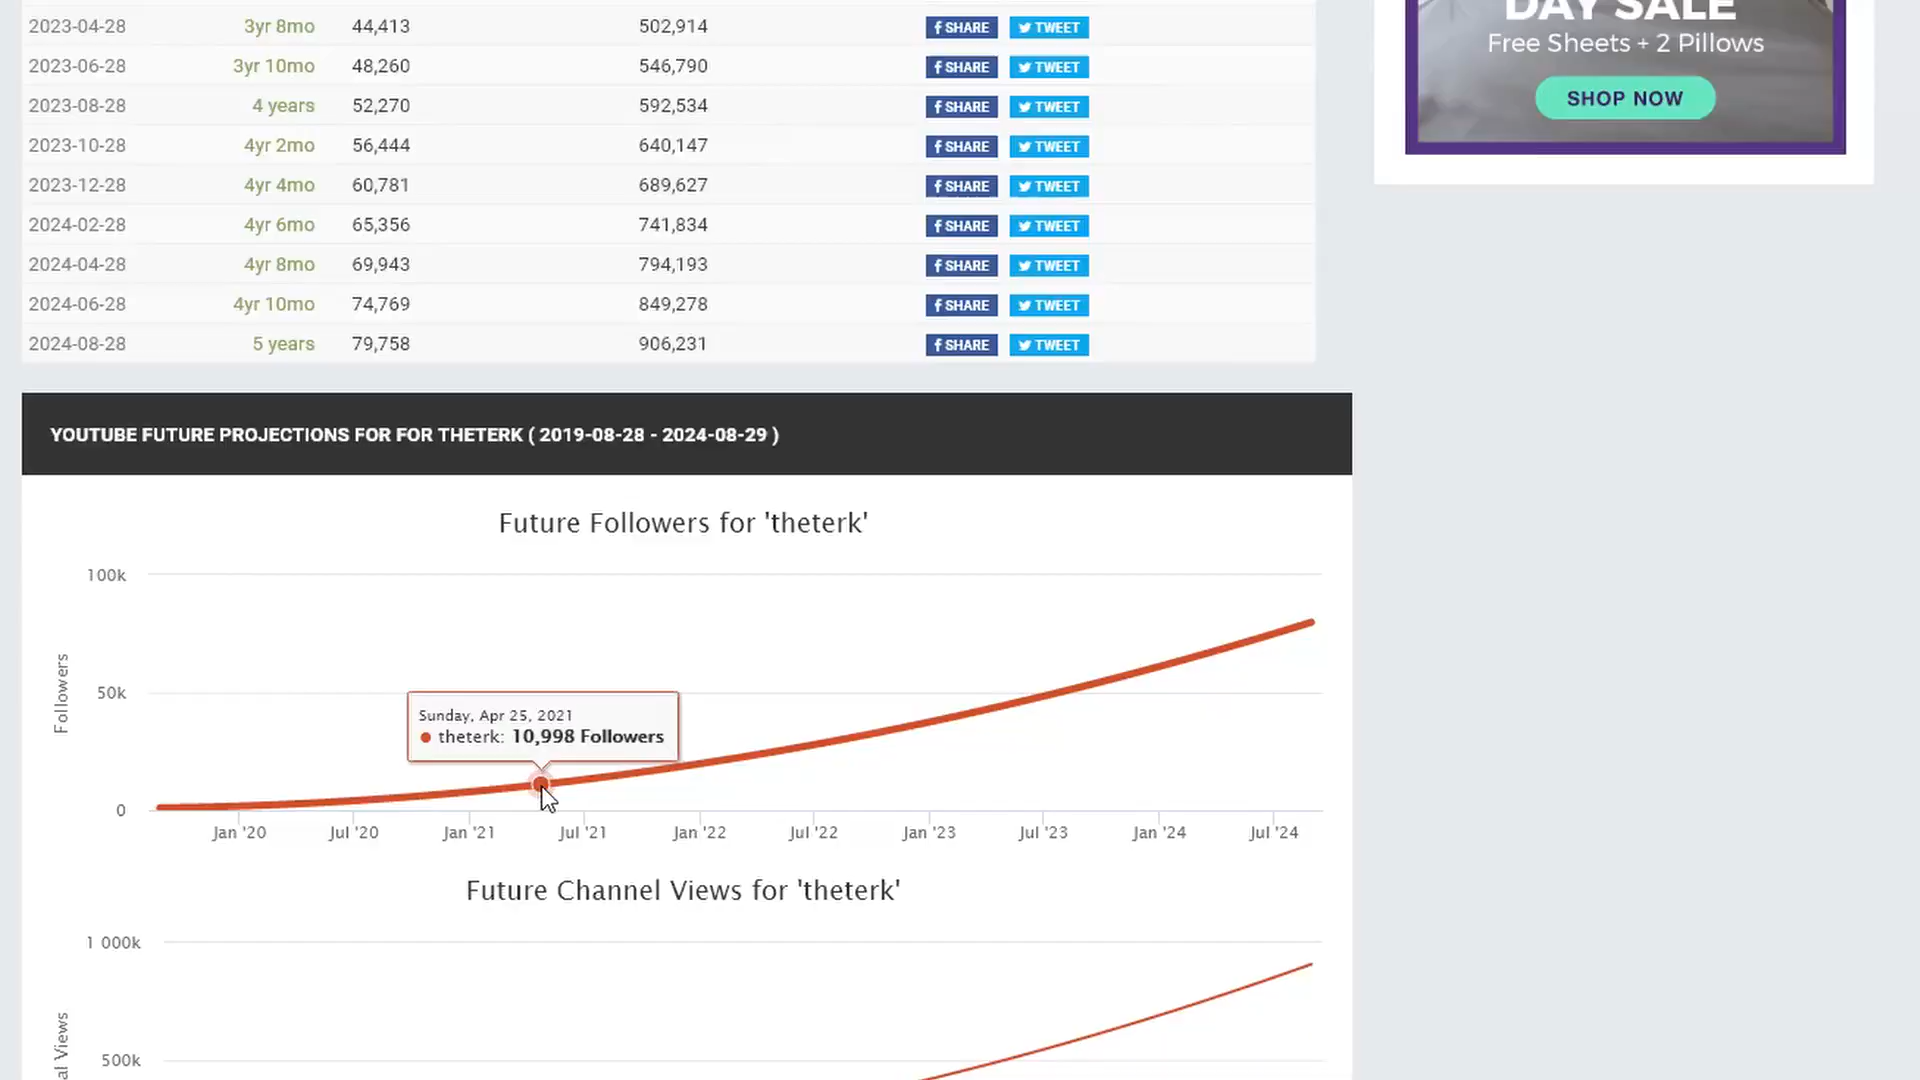 DAY SALE
Free Sheets + 2 Pillows
SHOP NOW
2023-04-28 3yr 8mo 44,413 502,914 SHARE TWEET
2023-06-28 3yr 10mo 48,260 546,790 SHARE TWEET
2023-08-28 4 years 52,270 592,534 SHARE TWEET
2023-10-28 4yr 2mo 56,444 640,147 SHARE TWEET
2023-12-28 4yr 4mo 60,781 689,627 SHARE TWEET
2024-02-28 4yr 6mo 65,356 741,834 SHARE TWEET
2024-04-28 4yr 8mo 69,943 794,193 SHARE TWEET
2024-06-28 4yr 10mo 74,769 849,278 SHARE TWEET
2024-08-28 5 years 79,758 906,231 SHARE TWEET
YOUTUBE FUTURE PROJECTIONS FOR FOR THETERK ( 2019-08-28 - 2024-08-29 )
Future Followers for 'theterk'
100k
50k
0
Followers
Sunday, Apr 25, 2021
theterk: 10,998 Followers
Jan '20 Jul '20 Jan '21 Jul '21 Jan '22 Jul '22 Jan '23 Jul '23 Jan '24 Jul '24
Future Channel Views for 'theterk'
1 000k
500k
al Views